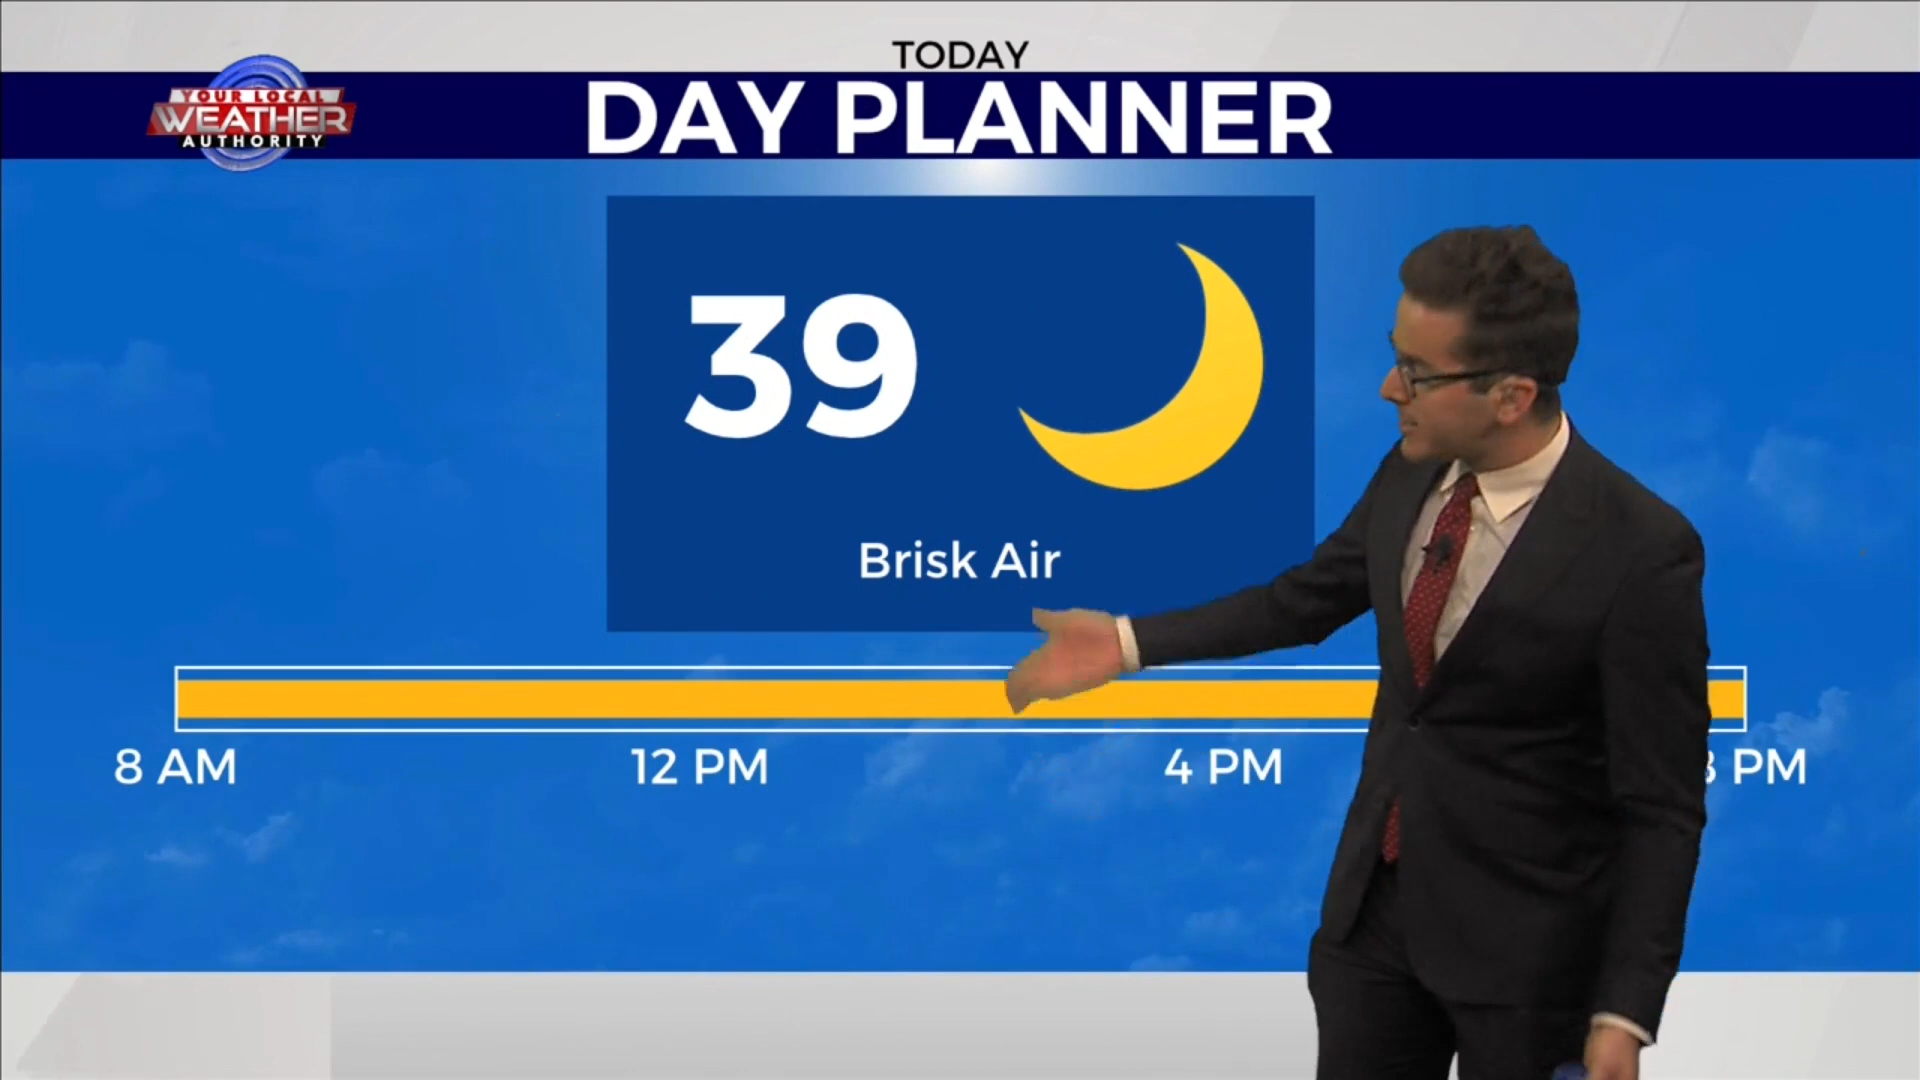 TODAY
DAY PLANNER
YOUR LOCAL
WEATHER
AUTHORITY
39
Brisk Air
8 AM
12 PM
4 PM
PM